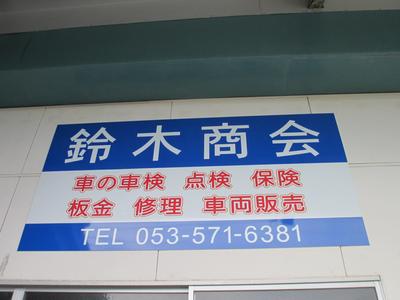 鈴木商会
車の車検 点検 保険
板金 修理 車両販売
TEL 053-571-6381